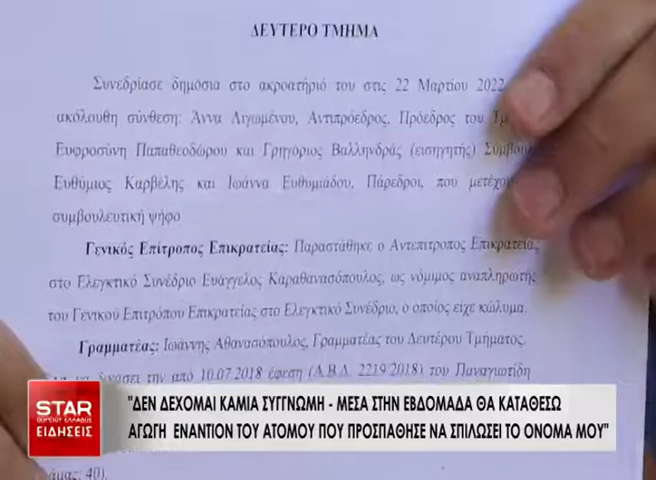 ΔΕΥΤΕΡΟ ΤΜΗΜΑ
Συνεδρίασε δημόσια στο ακροατήριό του στις 22 Μαρτίου 2022
ακόλουθη σύνθεση: Άννα Λιγωμένου, Αντιπρόεδρος, Πρόεδρος του
Ευφροσύνη Παπαθεοδώρου και Γρηγόριος Βαλληνδράς (εισηγητής)
Ευθύμιος Καρβέλης και Ιωάννα Ευθυμιάδου, Πάρεδροι, που
συμβουλευτική ψήφο
Γενικός Επίτροπος Επικρατείας: Παραστάθηκε ο Αντεπίτροπος Επικρατείας
στο Ελεγκτικό Συνέδριο Ευάγγελος Καραθανασόπουλος, ως νόμιμος αναπληρωτής
του Γενικού Επιτρόπου Επικρατείας στο Ελεγκτικό Συνέδριο, ο οποίος είχε κώλυμα.
Γραμματέας: Ιωάννης Αθανασόπουλος, Γραμματέας του Δευτέρου Τμήματος.
την από 10.07.2018 έφεση (Α.Β.Δ. 2219/2018) του Παναγιωτίδη
STAR
ΕΙΔΗΣΕΙΣ
"ΔΕΝ ΔΕΧΟΜΑΙ ΚΑΜΙΑ ΣΥΓΓΝΩΜΗ - ΜΕΣΑ ΣΤΗΝ ΕΒΔΟΜΑΔΑ ΘΑ ΚΑΤΑΘΕΣΩ
ΑΓΩΓΗ ΕΝΑΝΤΙΟΝ ΤΟΥ ΑΤΟΜΟΥ ΠΟΥ ΠΡΟΣΠΑΘΗΣΕ ΝΑ ΣΠΙΛΩΣΕΙ ΤΟ ΟΝΟΜΑ ΜΟΥ"
40).